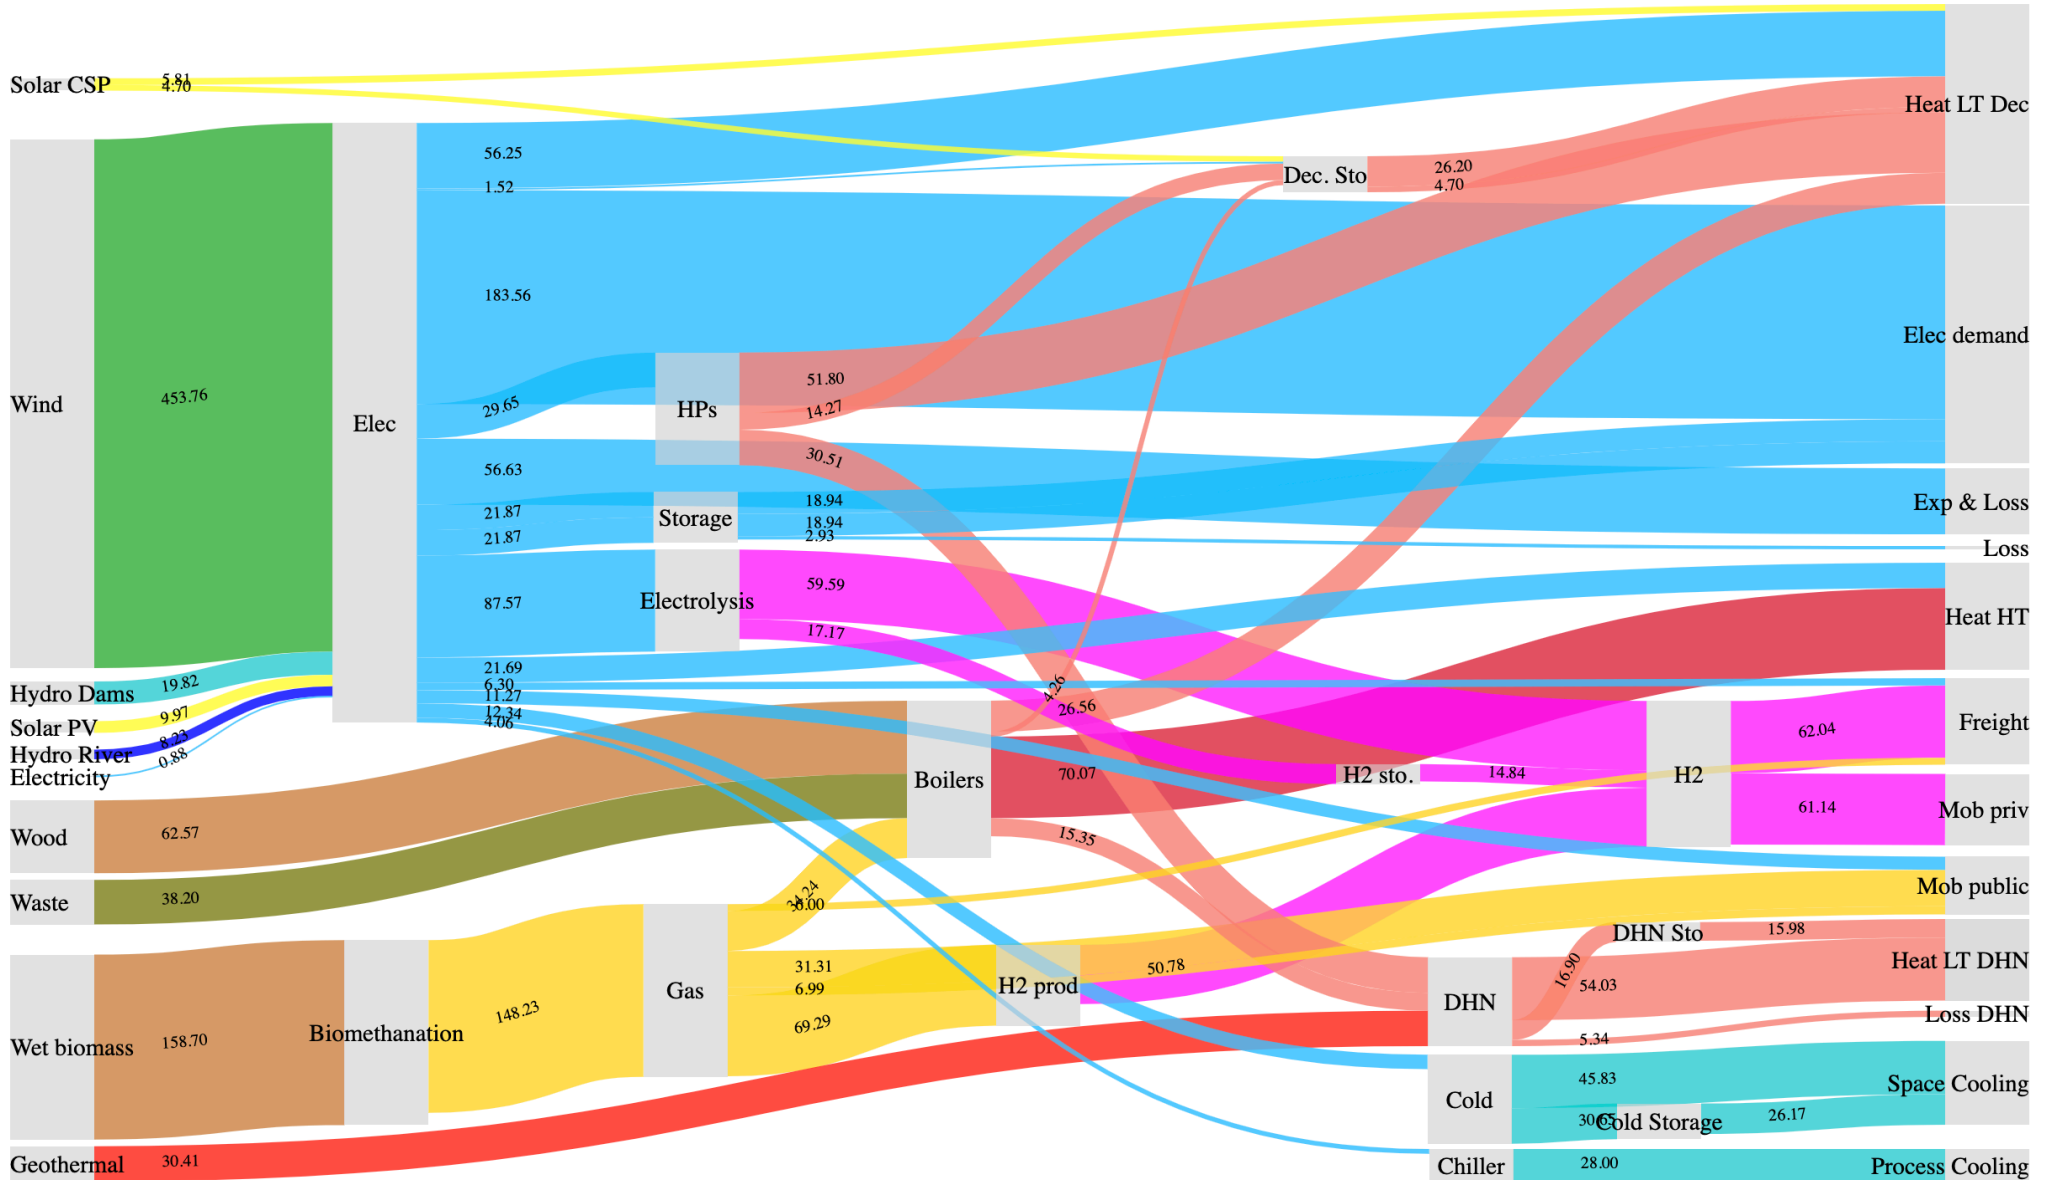 Solar CSP
5.81
4.70
Wind
453.76
Hydro Dams
19.82
Solar PV
9.97
Hydro River
8.23
Electricity
0.88
Wood
62.57
Waste
38.20
Wet biomass
158.70
Geothermal
30.41
Elec
56.25
1.52
183.56
29.65
56.63
21.87
21.87
87.57
21.69
6.30
11.27
12.34
4.06
Biomethanation
148.23
HPs
51.80
14.27
30.51
Storage
18.94
18.94
2.93
Electrolysis
59.59
17.17
Gas
34.24
31.31
6.99
69.29
Boilers
4.26
26.56
70.07
15.35
H2 prod
50.78
Dec. Sto
26.20
4.70
H2 sto.
14.84
DHN
16.90
54.03
5.34
Cold
45.83
30.65
Chiller
28.00
H2
62.04
61.14
DHN Sto
15.98
Cold Storage
26.17
Heat LT Dec
Elec demand
Exp & Loss
Loss
Heat HT
Freight
Mob priv
Mob public
Heat LT DHN
Loss DHN
Space Cooling
Process Cooling